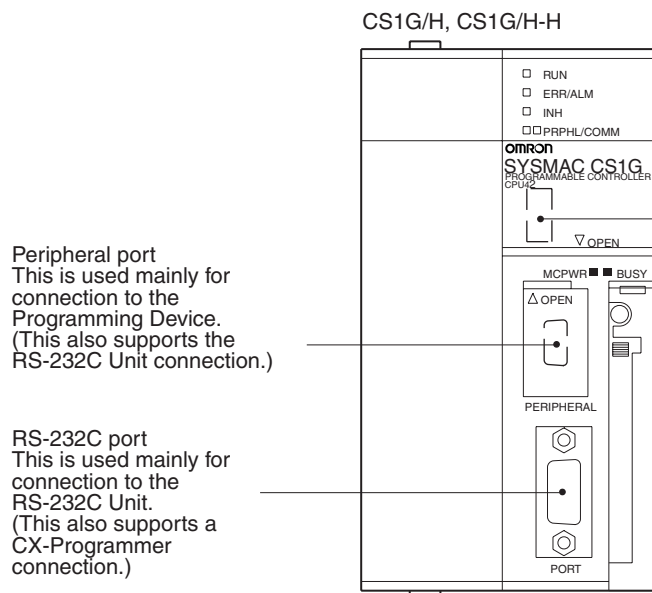 CS1G/H, CS1G/H-H
RUN
ERR/ALM
INH
PRPHL/COMM
OMRON
SYSMAC CS1G
PROGRAMMABLE CONTROLLER
CPU42
▽ OPEN
MCPWR BUSY
△ OPEN
PERIPHERAL
PORT
Peripheral port
This is used mainly for
connection to the
Programming Device.
(This also supports the
RS-232C Unit connection.)
RS-232C port
This is used mainly for
connection to the
RS-232C Unit.
(This also supports a
CX-Programmer
connection.)